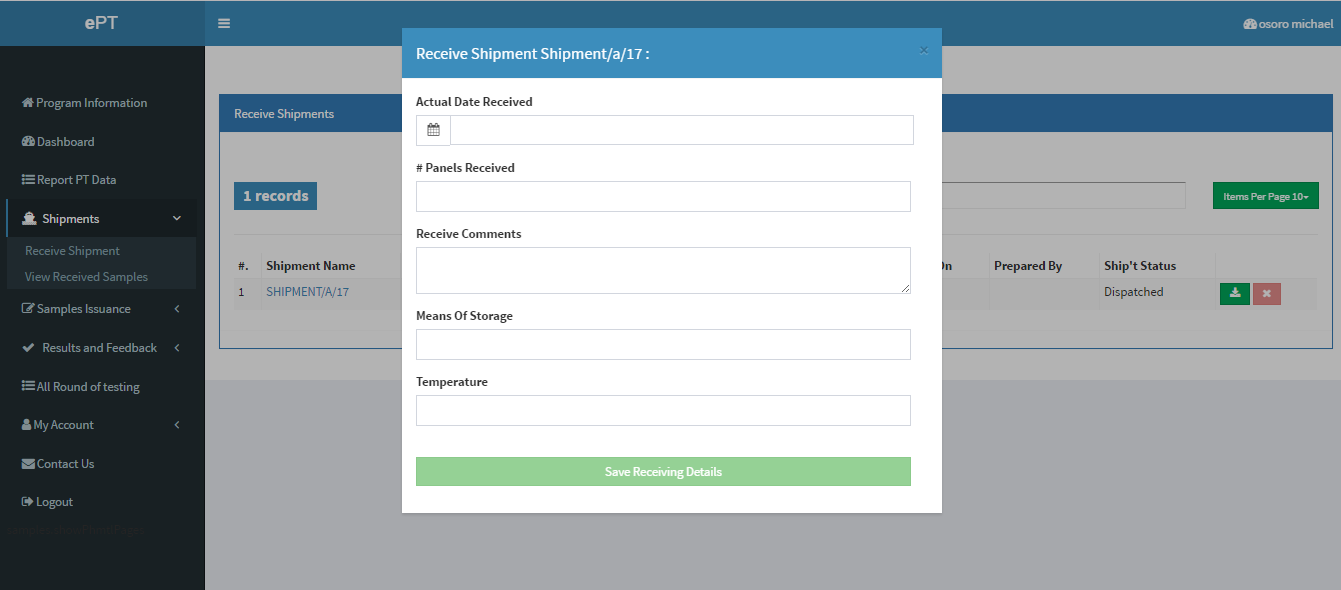 ePT
osoro michael
Program Information
Dashboard
Report PT Data
Shipments
Receive Shipment
View Received Samples
Samples Issuance
Results and Feedback
All Round of testing
My Account
Contact Us
Logout
Receive Shipments
1 records
Items Per Page 10
#. Shipment Name Prepared By Ship't Status
1 SHIPMENT/A/17 Dispatched
Receive Shipment Shipment/a/17 :
×
Actual Date Received
# Panels Received
Receive Comments
Means Of Storage
Temperature
Save Receiving Details